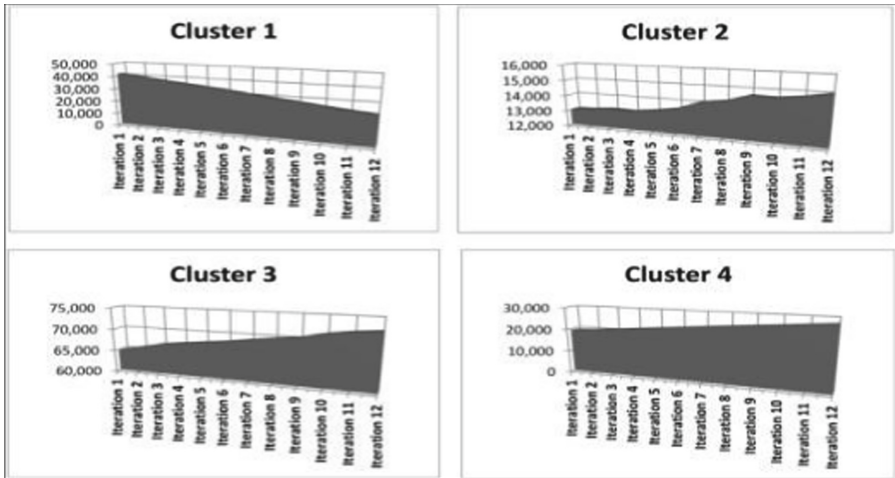 Cluster 1
50,000
40,000
30,000
20,000
10,000
0
Iteration 1
Iteration 2
Iteration 3
Iteration 4
Iteration 5
Iteration 6
Iteration 7
Iteration 8
Iteration 9
Iteration 10
Iteration 11
Iteration 12
Cluster 2
16,000
15,000
14,000
13,000
12,000
Iteration 1
Iteration 2
Iteration 3
Iteration 4
Iteration 5
Iteration 6
Iteration 7
Iteration 8
Iteration 9
Iteration 10
Iteration 11
Iteration 12
Cluster 3
75,000
70,000
65,000
60,000
Iteration 1
Iteration 2
Iteration 3
Iteration 4
Iteration 5
Iteration 6
Iteration 7
Iteration 8
Iteration 9
Iteration 10
Iteration 11
Iteration 12
Cluster 4
30,000
20,000
10,000
0
Iteration 1
Iteration 2
Iteration 3
Iteration 4
Iteration 5
Iteration 6
Iteration 7
Iteration 8
Iteration 9
Iteration 10
Iteration 11
Iteration 12